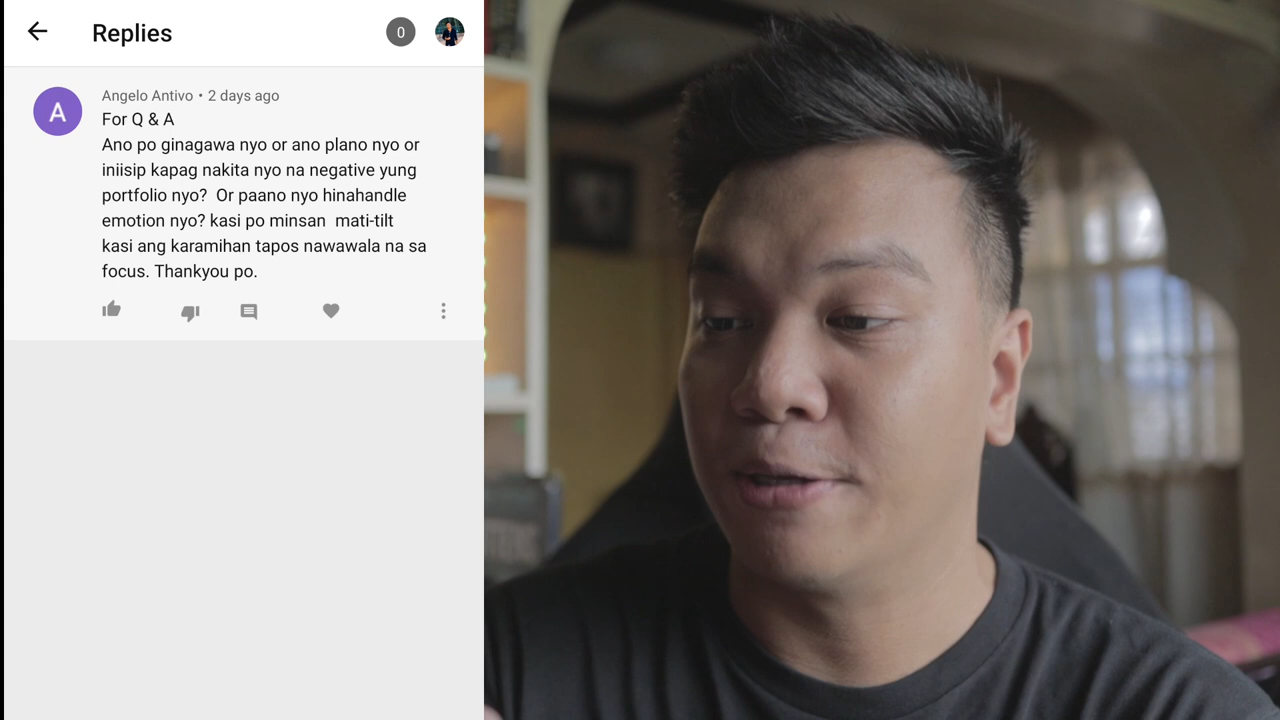 Replies
0
A
Angelo Antivo • 2 days ago
For Q & A
Ano po ginagawa nyo or ano plano nyo or
iniisip kapag nakita nyo na negative yung
portfolio nyo?  Or paano nyo hinahandle
emotion nyo? kasi po minsan  mati-tilt
kasi ang karamihan tapos nawawala na sa
focus. Thankyou po.